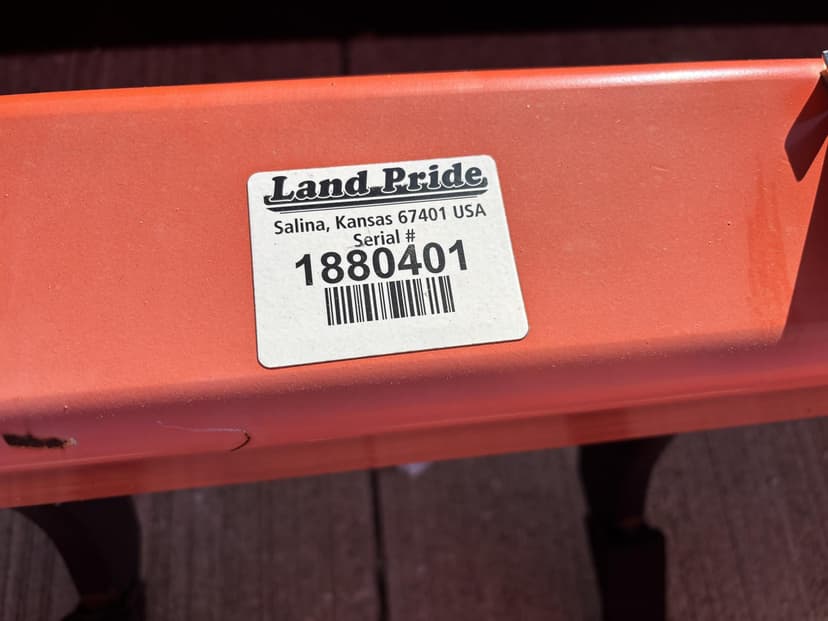 Land Pride
Salina, Kansas 67401 USA
Serial #
1880401